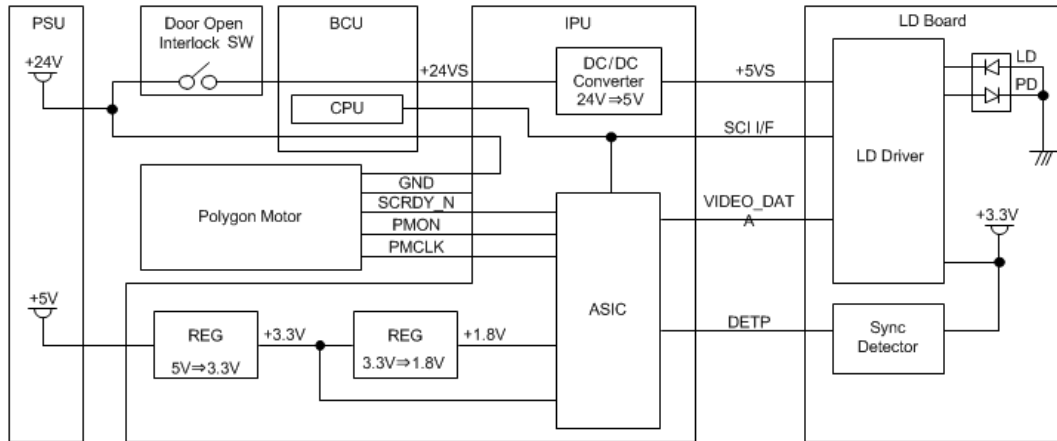 PSU
Door Open
Interlock SW
BCU
IPU
LD Board
+24V
+24VS
DC/DC
Converter
24V⇒5V
+5VS
LD
PD
CPU
SCI I/F
LD Driver
Polygon Motor
GND
SCRDY_N
PMON
PMCLK
VIDEO_DAT
A
+3.3V
+5V
REG
5V⇒3.3V
+3.3V
REG
3.3V⇒1.8V
+1.8V
ASIC
DETP
Sync
Detector